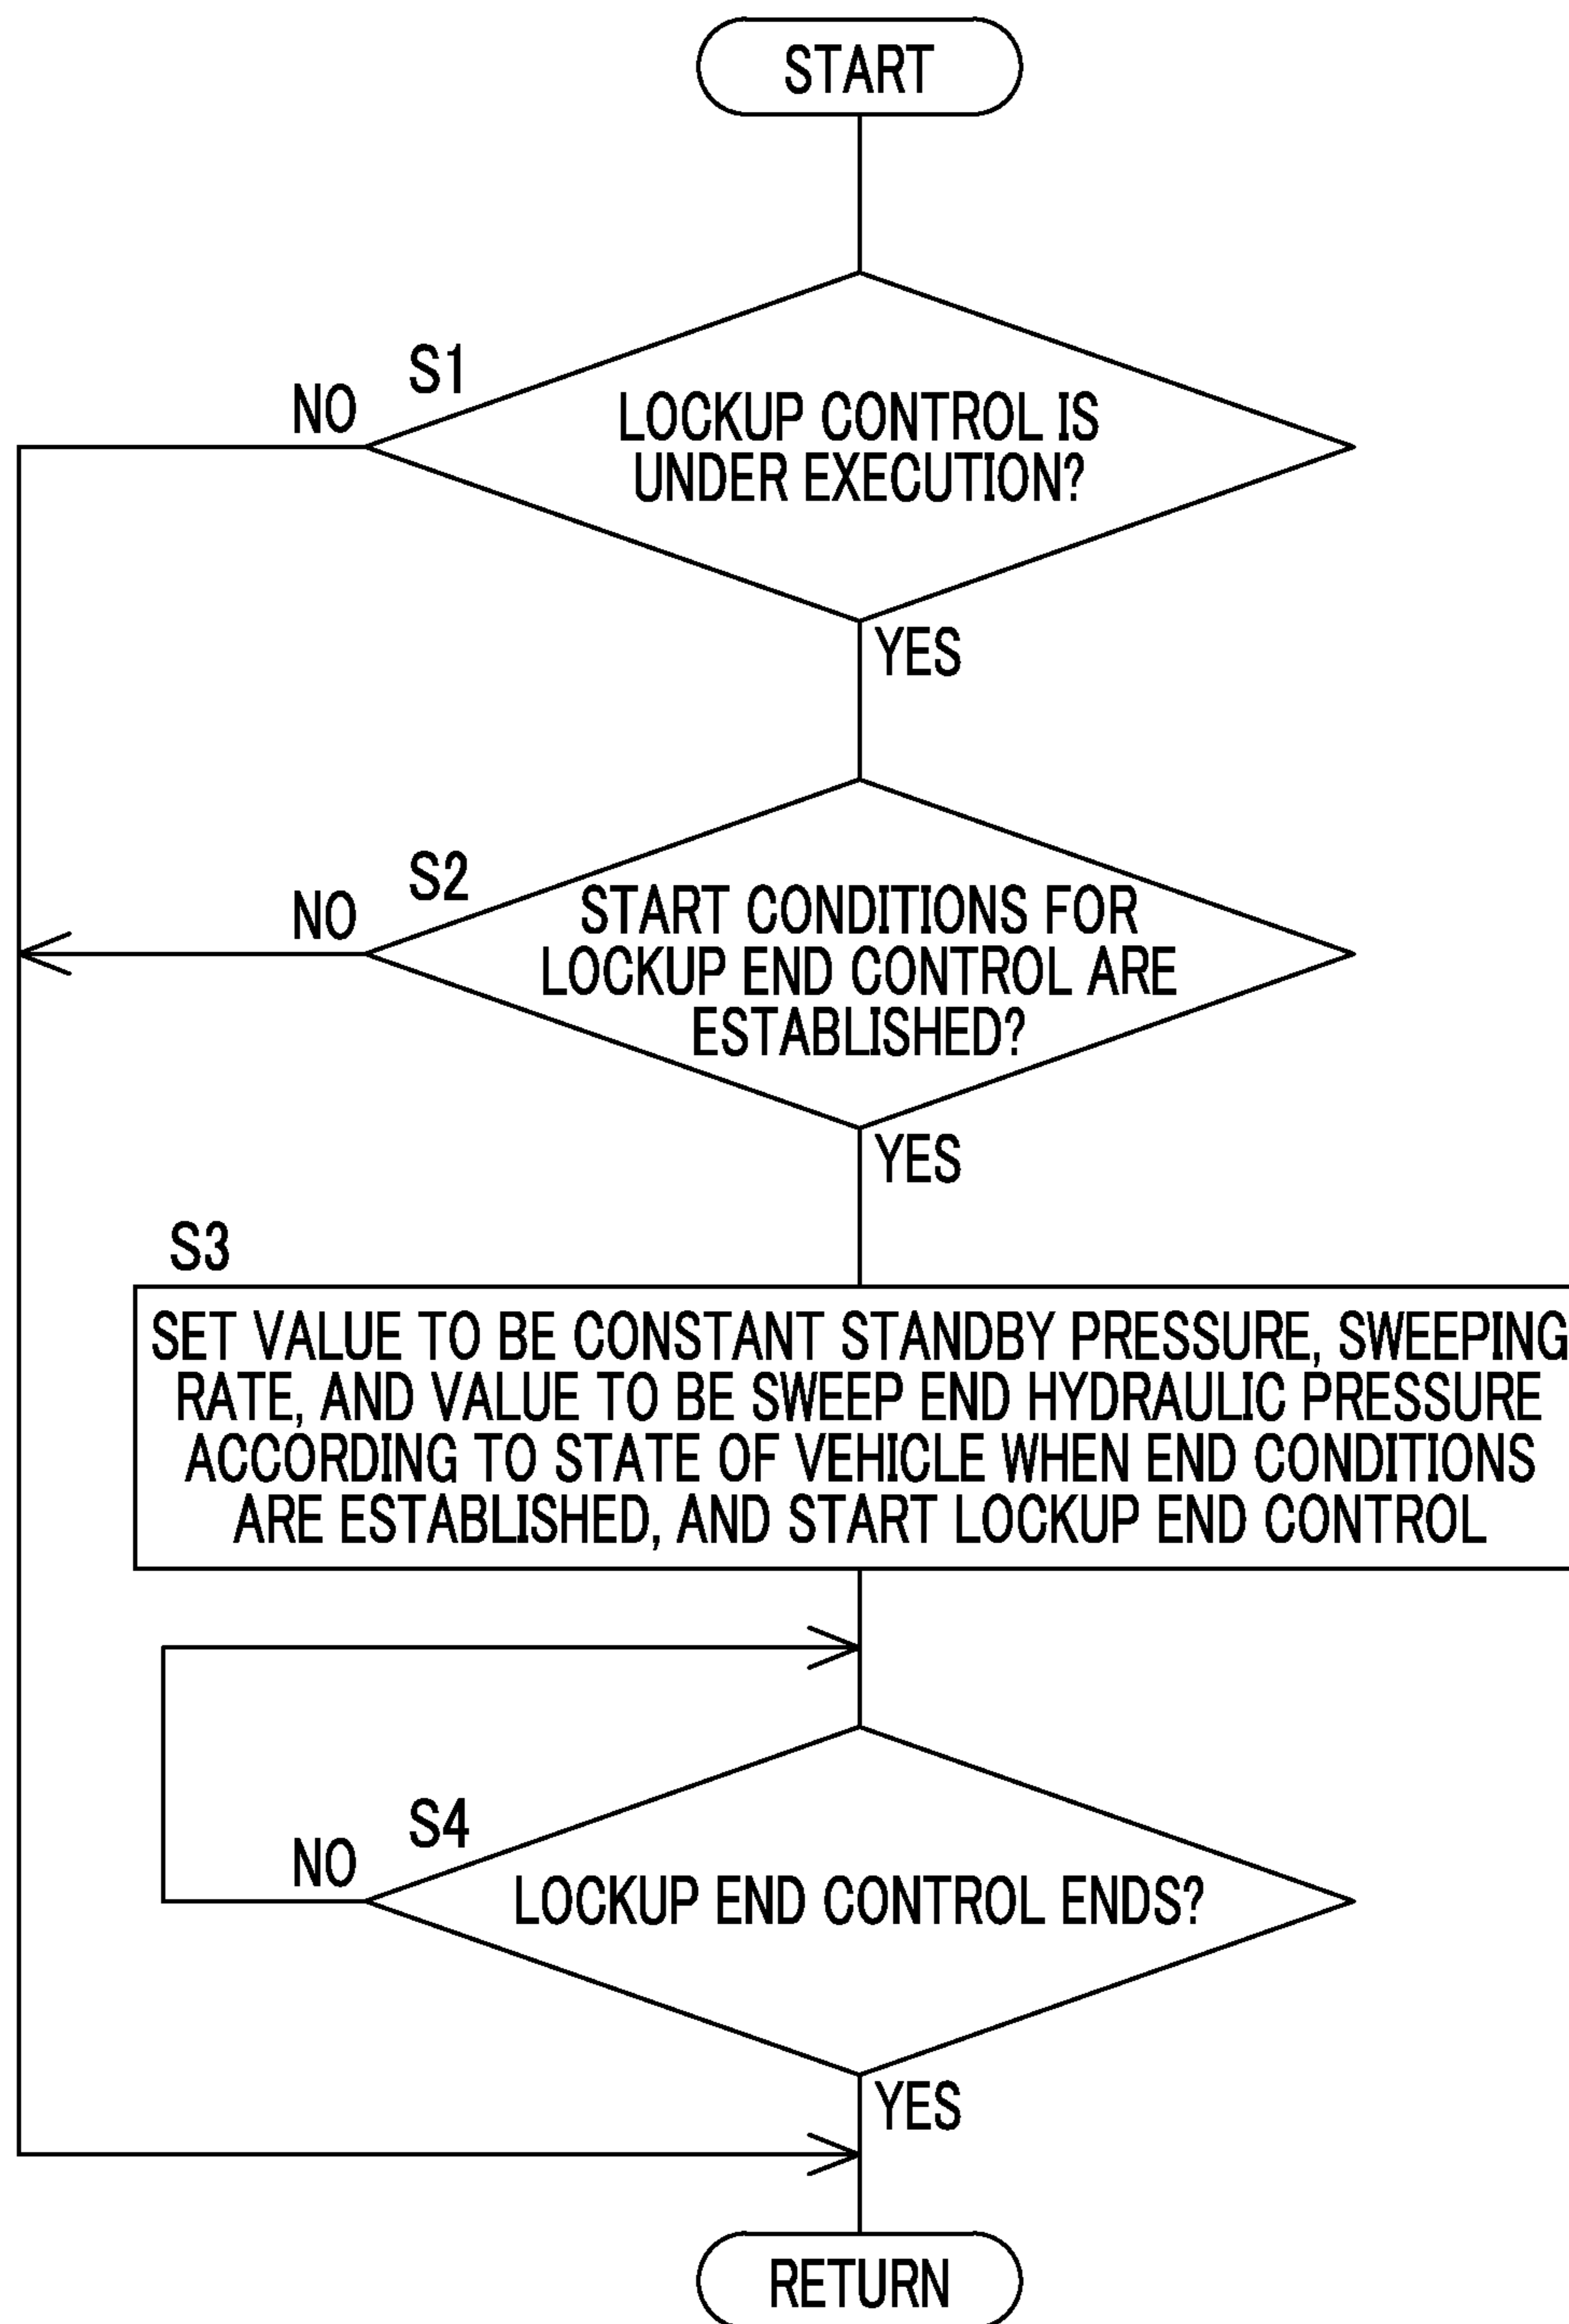 START
S1
NO
LOCKUP CONTROL IS
UNDER EXECUTION?
YES
S2
NO
START CONDITIONS FOR
LOCKUP END CONTROL ARE
ESTABLISHED?
YES
S3
SET VALUE TO BE CONSTANT STANDBY PRESSURE, SWEEPING
RATE, AND VALUE TO BE SWEEP END HYDRAULIC PRESSURE
ACCORDING TO STATE OF VEHICLE WHEN END CONDITIONS
ARE ESTABLISHED, AND START LOCKUP END CONTROL
S4
NO
LOCKUP END CONTROL ENDS?
YES
RETURN